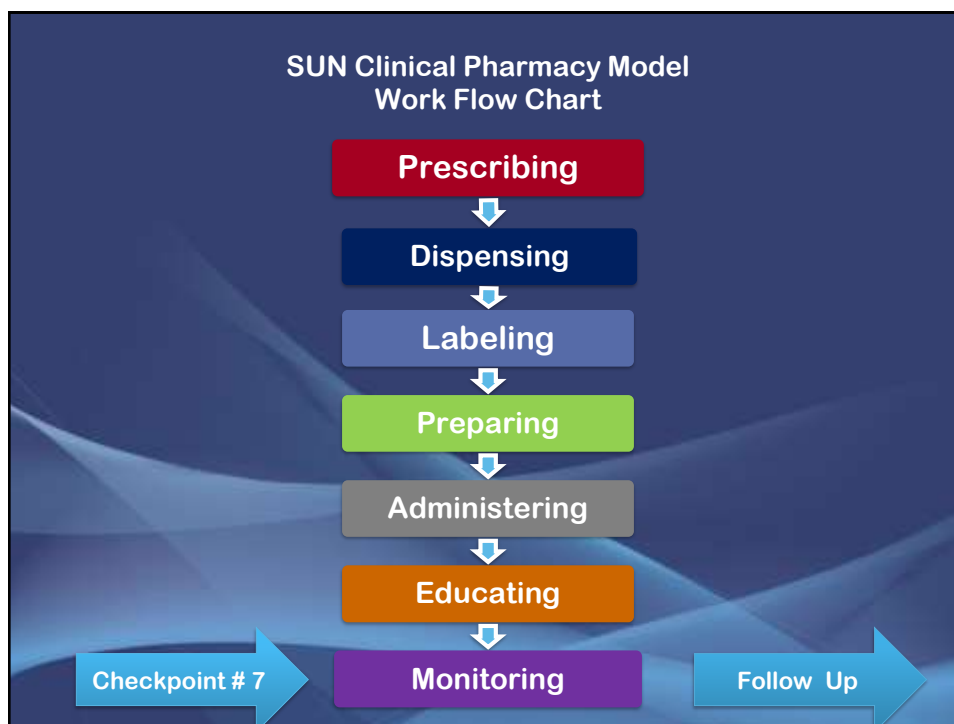 SUN Clinical Pharmacy Model
Work Flow Chart
Prescribing
Dispensing
Labeling
Preparing
Administering
Educating
Checkpoint # 7
Monitoring
Follow Up